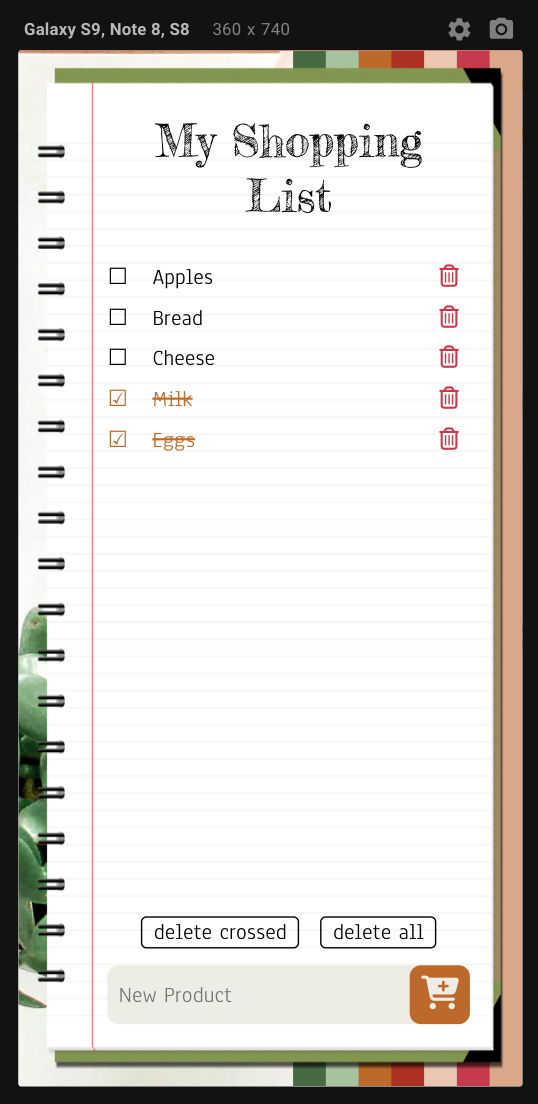 Galaxy S9, Note 8, S8 360 x 740
My Shopping
List
Apples
Bread
Cheese
Milk
Eggs
delete crossed delete all
New Product